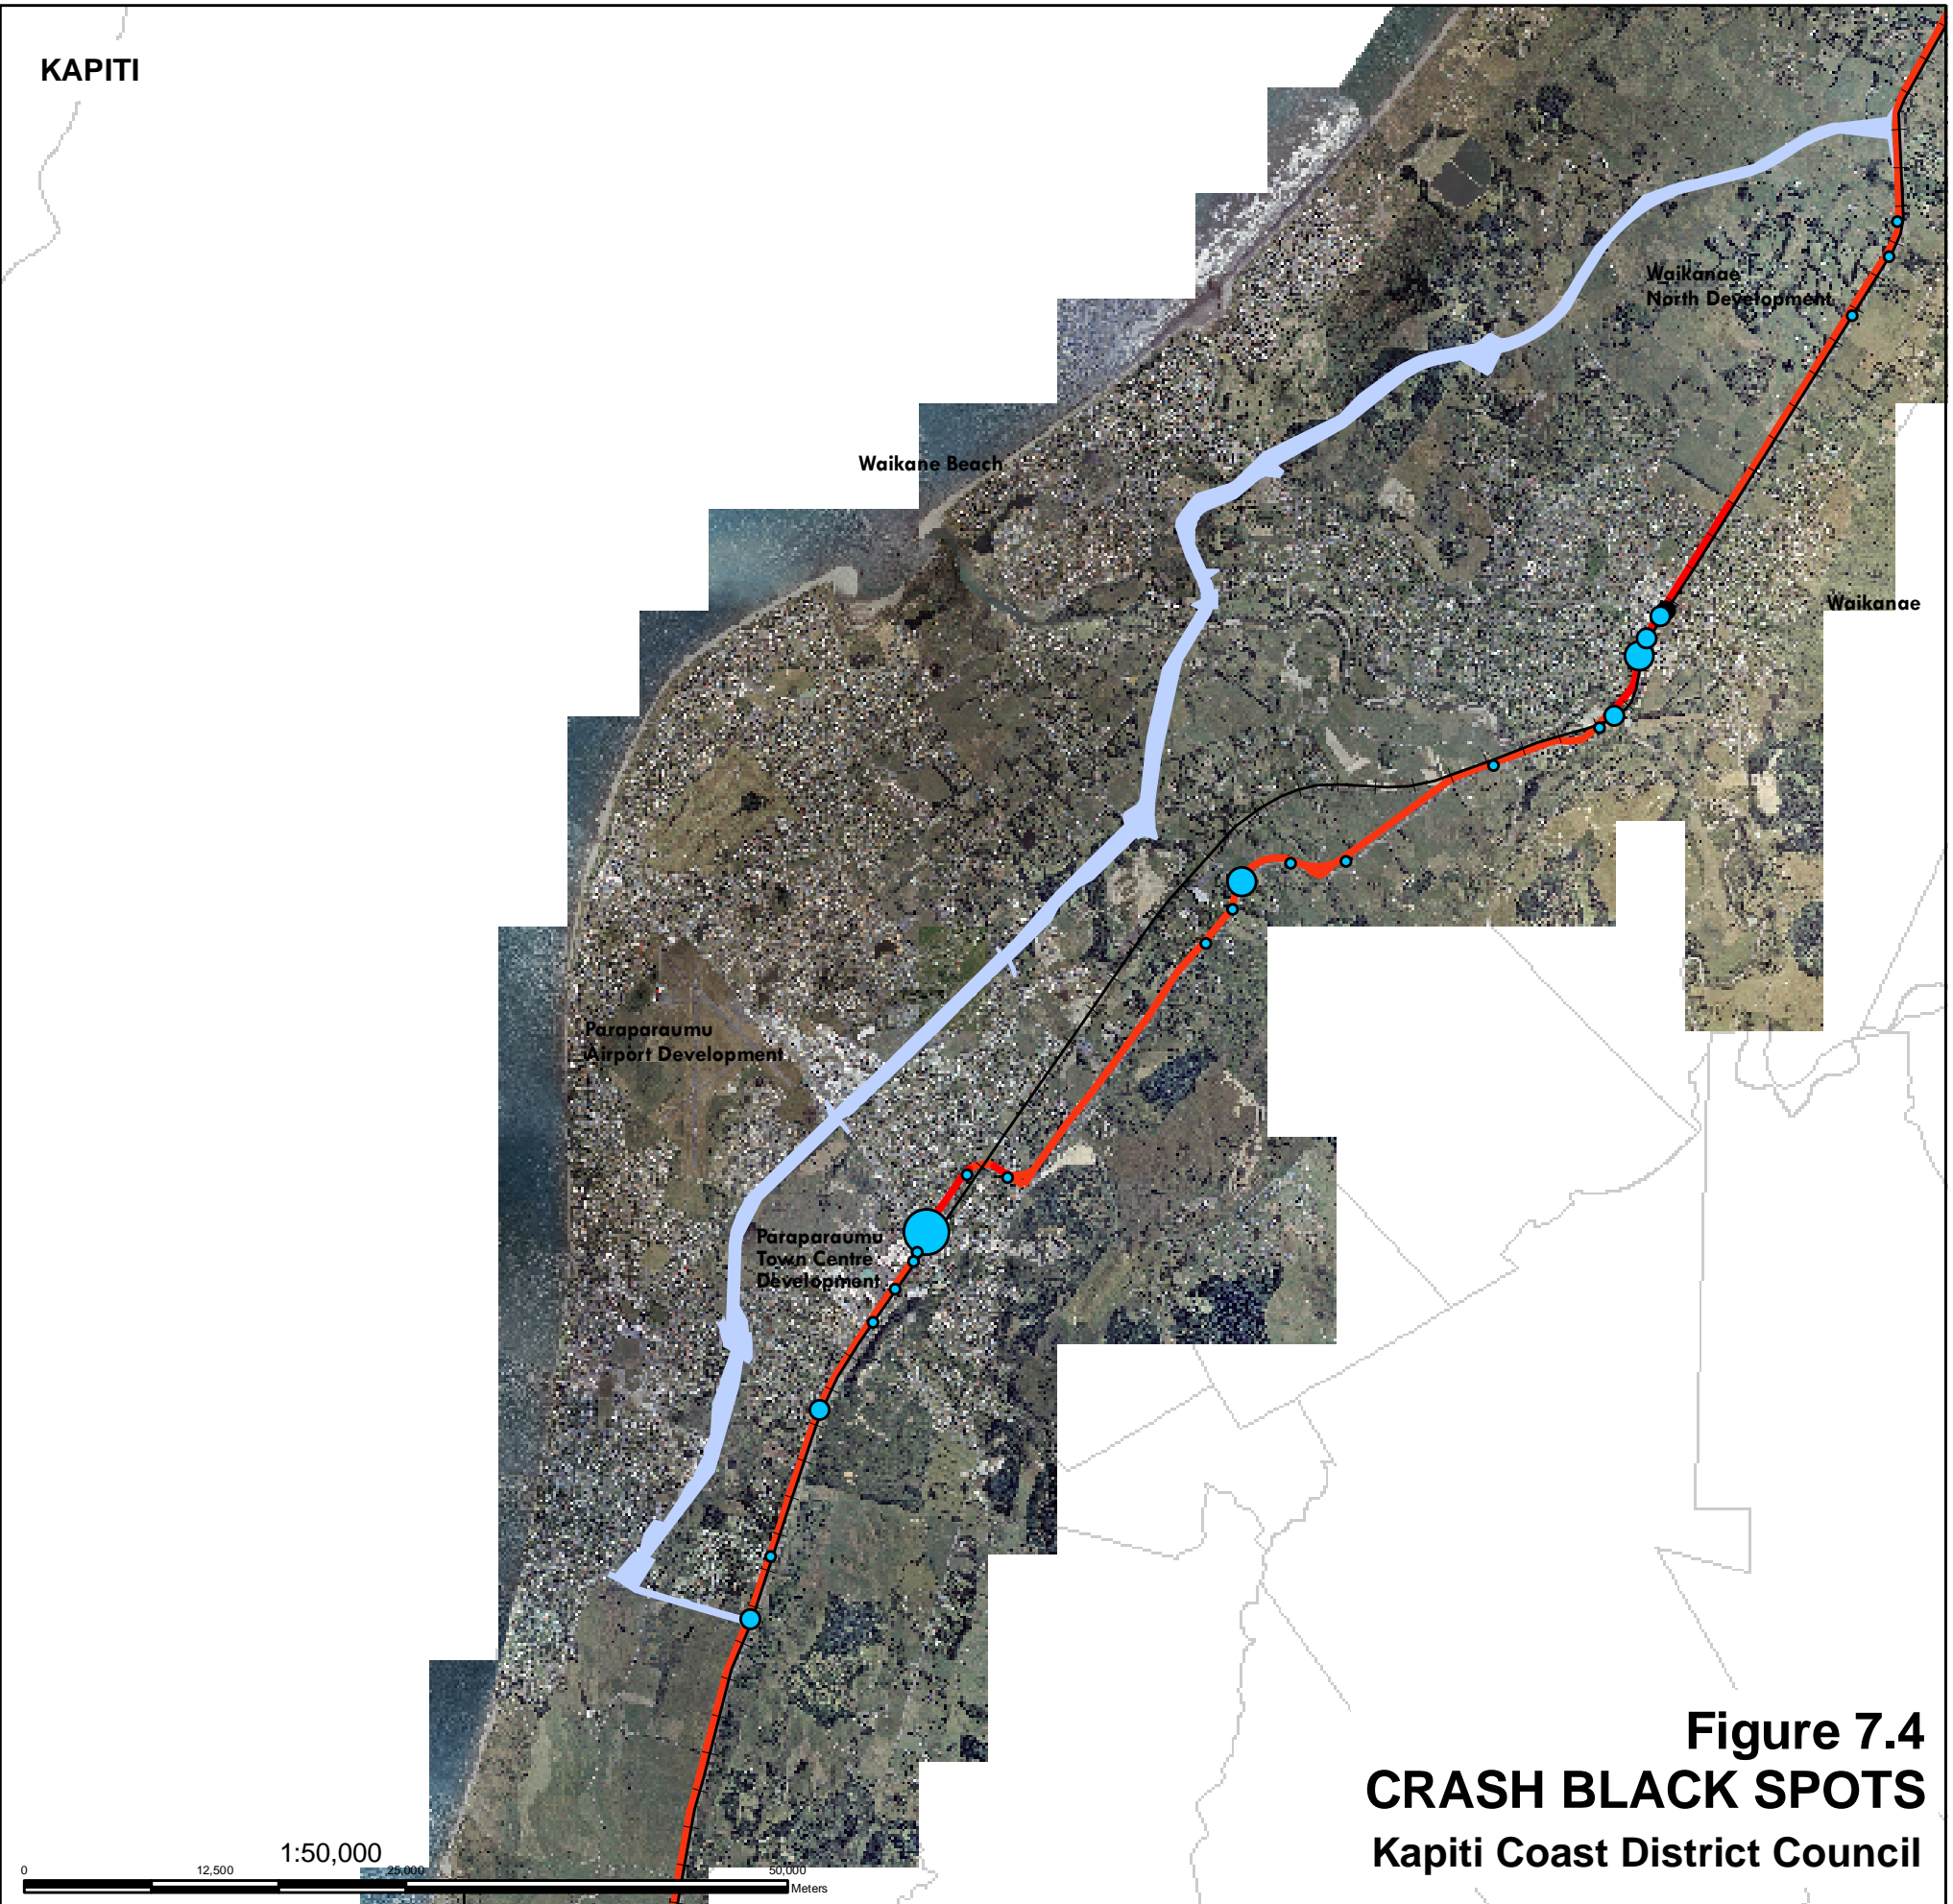 KAPITI
Waikanae
North Development
Waikane Beach
Waikanae
Paraparaumu
Airport Development
Paraparaumu
Town Centre
Development
Figure 7.4
CRASH BLACK SPOTS
Kapiti Coast District Council
1:50,000
0 12,500 25,000 50,000
Meters